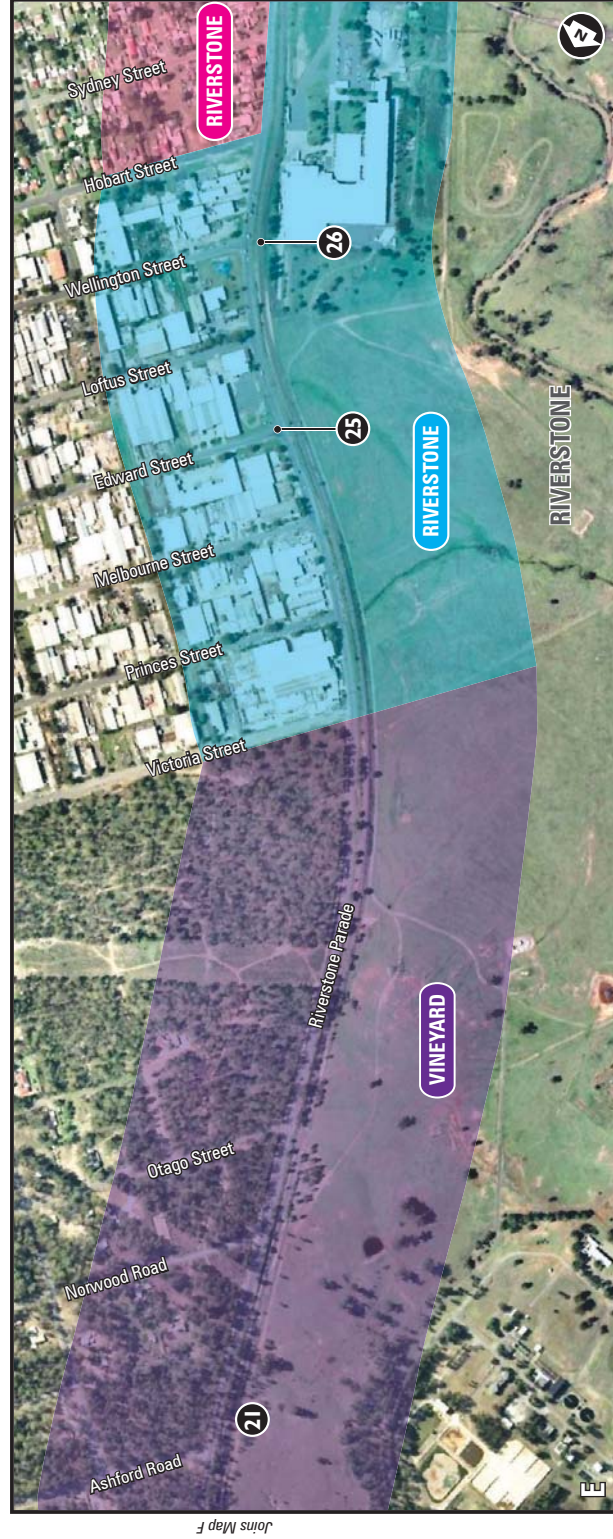 Sydney Street
RIVERSTONE
Hobart Street
Wellington Street
26
Loftus Street
Edward Street
25
Melbourne Street
RIVERSTONE
RIVERSTONE
Princes Street
Victoria Street
Riverstone Parade
VINEYARD
Otago Street
Norwood Road
21
Ashford Road
E
N
Joins Map F